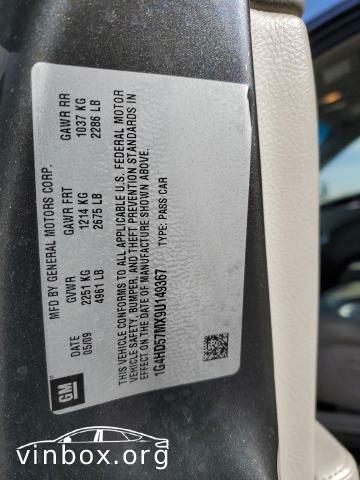 MFD BY GENERAL MOTORS CORP.
DATE GVWR GAWR FRT GAWR RR
05/09 2251 KG 1214 KG 1037 KG
4961 LB 2675 LB 2286 LB
THIS VEHICLE CONFORMS TO ALL APPLICABLE U.S. FEDERAL MOTOR
VEHICLE SAFETY, BUMPER, AND THEFT PREVENTION STANDARDS IN
EFFECT ON THE DATE OF MANUFACTURE SHOWN ABOVE.
1G4HD57MX9U149367 TYPE: PASS CAR
GM
vinbox.org